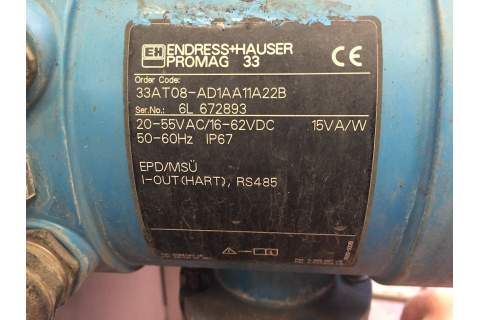 EH ENDRESS+HAUSER
PROMAG 33
CE
Order Code:
33AT08-AD1AA11A22B
Ser.No.: 6L 672893
20-55VAC/16-62VDC 15VA/W
50-60Hz IP67
EPD/MSÜ
I-OUT(HART), RS485